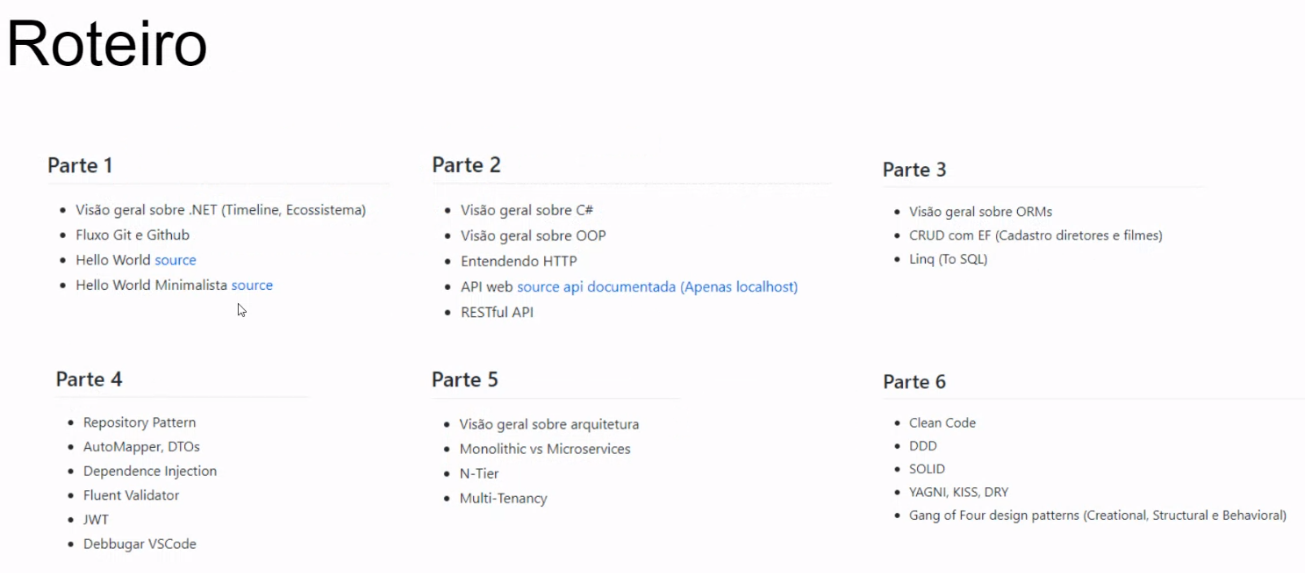 Roteiro
Parte 1
Visão geral sobre .NET (Timeline, Ecossistema)
Fluxo Git e Github
Hello World source
Hello World Minimalista source
Parte 2
Visão geral sobre C#
Visão geral sobre OOP
Entendendo HTTP
API web source api documentada (Apenas localhost)
RESTful API
Parte 3
Visão geral sobre ORMs
CRUD com EF (Cadastro diretores e filmes)
Linq (To SQL)
Parte 4
Repository Pattern
AutoMapper, DTOs
Dependence Injection
Fluent Validator
JWT
Debbugar VSCode
Parte 5
Visão geral sobre arquitetura
Monolithic vs Microservices
N-Tier
Multi-Tenancy
Parte 6
Clean Code
DDD
SOLID
YAGNI, KISS, DRY
Gang of Four design patterns (Creational, Structural e Behavioral)